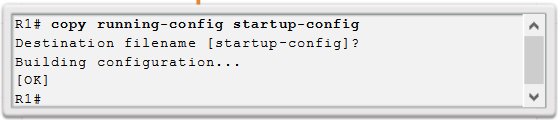 R1# copy running-config startup-config
Destination filename [startup-config]?
Building configuration...
[OK]
R1#